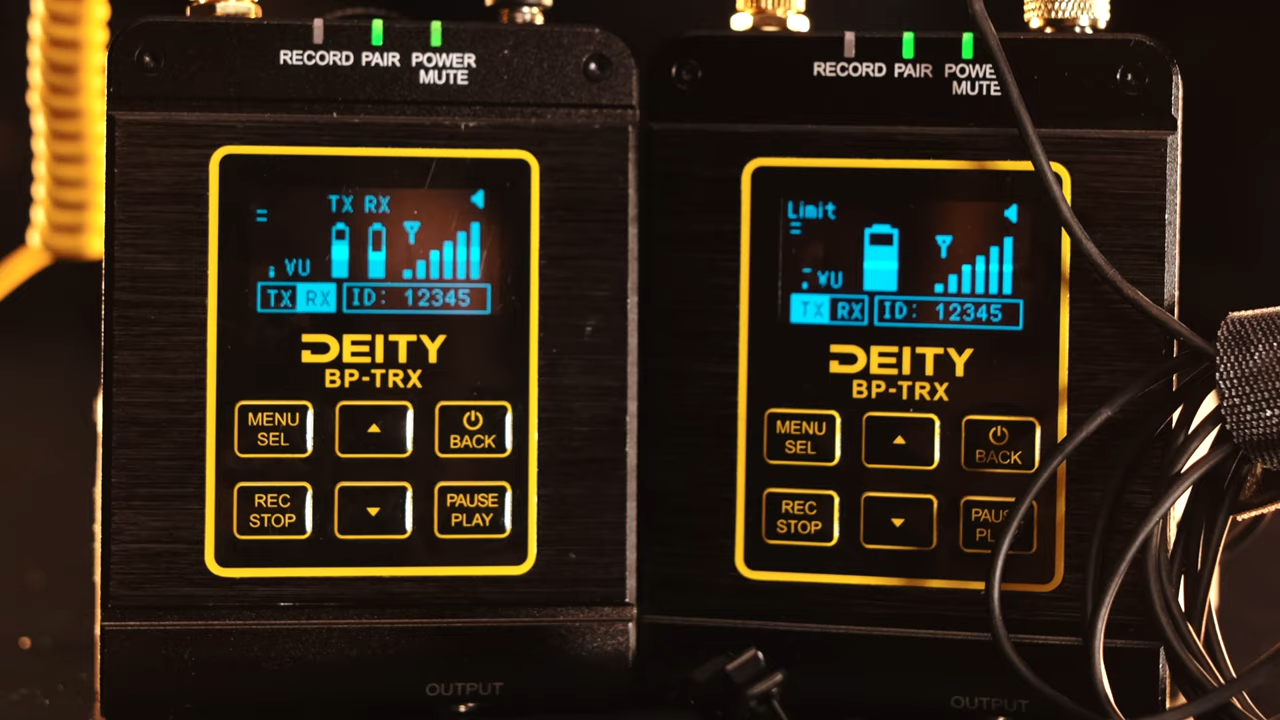 RECORD PAIR POWER
MUTE
TX RX
VU
TX RX ID: 12345
DEITY
BP-TRX
MENU
SEL
BACK
REC
STOP
PAUSE
PLAY
OUTPUT
RECORD PAIR POWE
MUTE
Limit
VU
TX RX ID: 12345
DEITY
BP-TRX
MENU
SEL
BACK
REC
STOP
PAUS
PL
OUTPUT